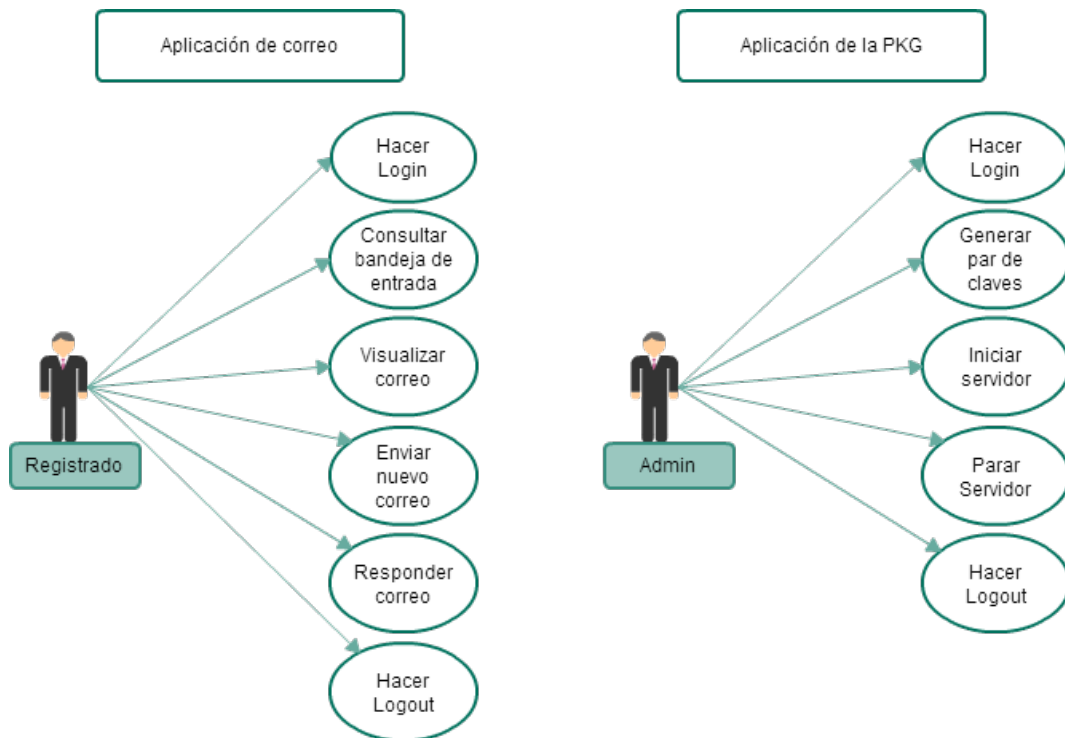 Aplicación de correo
Hacer
Login
Consultar
bandeja de
entrada
Visualizar
correo
Registrado
Enviar
nuevo
correo
Responder
correo
Hacer
Logout
Aplicación de la PKG
Hacer
Login
Generar
par de
claves
Iniciar
servidor
Admin
Parar
Servidor
Hacer
Logout